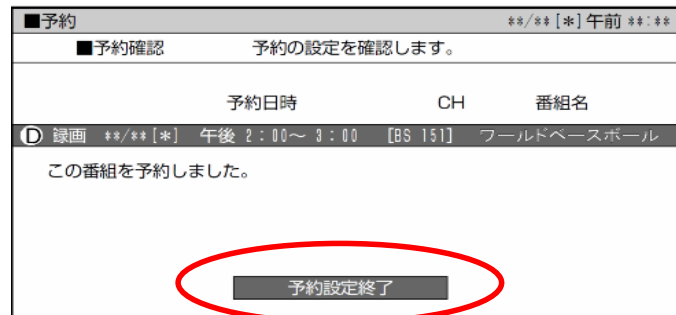 ■予約 **/** [*] 午前 **:**
■予約確認 予約の設定を確認します。
予約日時 CH 番組名
D 録画 **/** [*] 午後 2:00～ 3:00 [BS 151] ワールドベースボール
この番組を予約しました。
予約設定終了